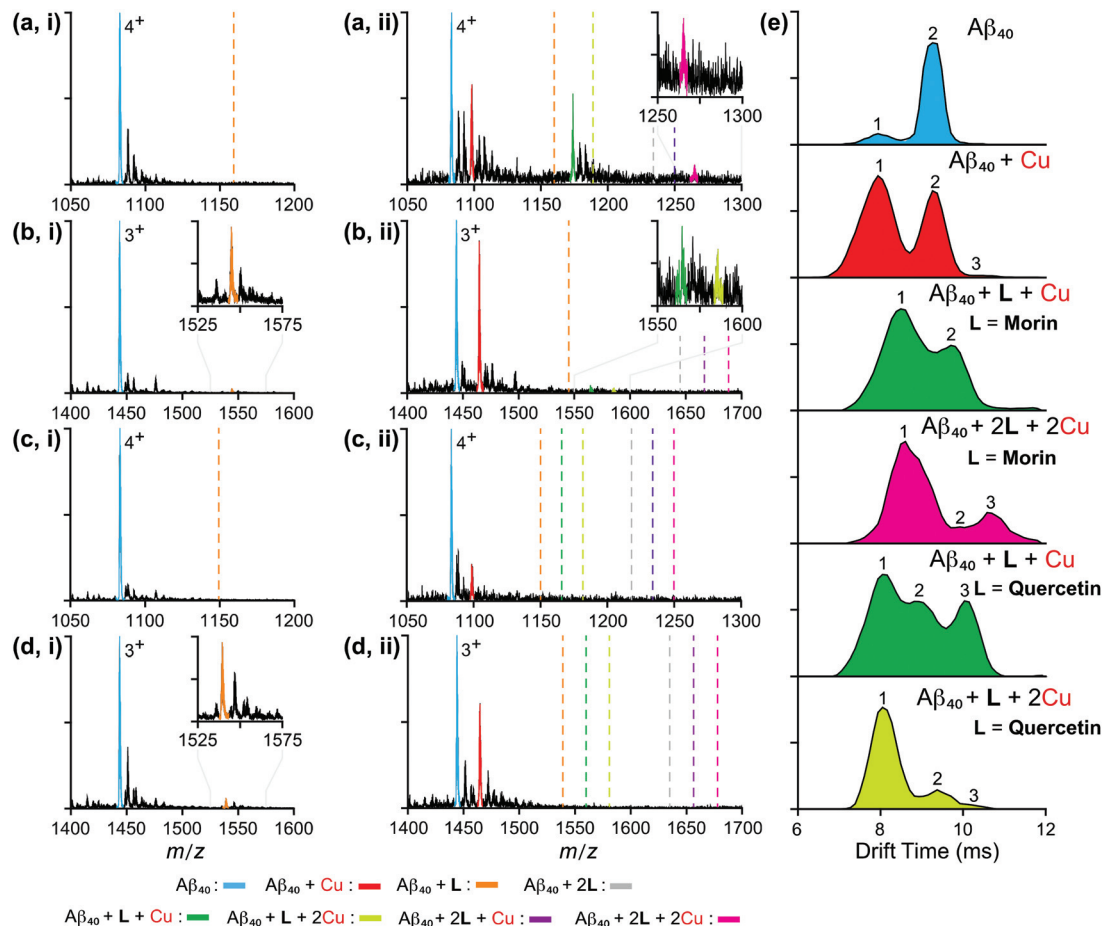 (a, i)
4+
1050 1100 1150 1200
(a, ii)
4+
1250 1300
1050 1100 1150 1200 1250 1300
(b, i)
3+
1525 1575
1400 1450 1500 1550 1600
(b, ii)
3+
1550 1600
1400 1450 1500 1550 1600 1650 1700
(c, i)
4+
1050 1100 1150 1200
(c, ii)
4+
1050 1100 1150 1200 1250 1300
(d, i)
3+
1525 1575
1400 1450 1500 1550 1600
m/z
(d, ii)
3+
1400 1450 1500 1550 1600 1650 1700
m/z
(e)
Aβ40
1 2
Aβ40 + Cu
1 2 3
Aβ40 + L + Cu
L = Morin
1 2
Aβ40 + 2L + 2Cu
L = Morin
1 2 3
Aβ40 + L + Cu
L = Quercetin
1 2 3
Aβ40 + L + 2Cu
L = Quercetin
1 2 3
6 8 10 12
Drift Time (ms)
Aβ40 : Aβ40 + Cu : Aβ40 + L : Aβ40 + 2L :
Aβ40 + L + Cu : Aβ40 + L + 2Cu : Aβ40 + 2L + Cu : Aβ40 + 2L + 2Cu :